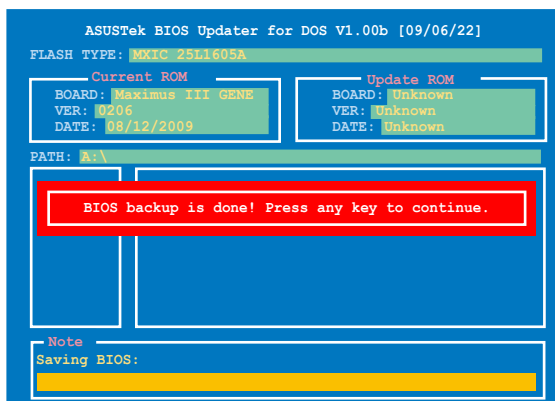 ASUSTek BIOS Updater for DOS V1.00b [09/06/22]
FLASH TYPE: MXIC 25L1605A
Current ROM
BOARD: Maximus III GENE
VER: 0206
DATE: 08/12/2009
Update ROM
BOARD: Unknown
VER: Unknown
DATE: Unknown
PATH: A:\
BIOS backup is done! Press any key to continue.
Note
Saving BIOS: